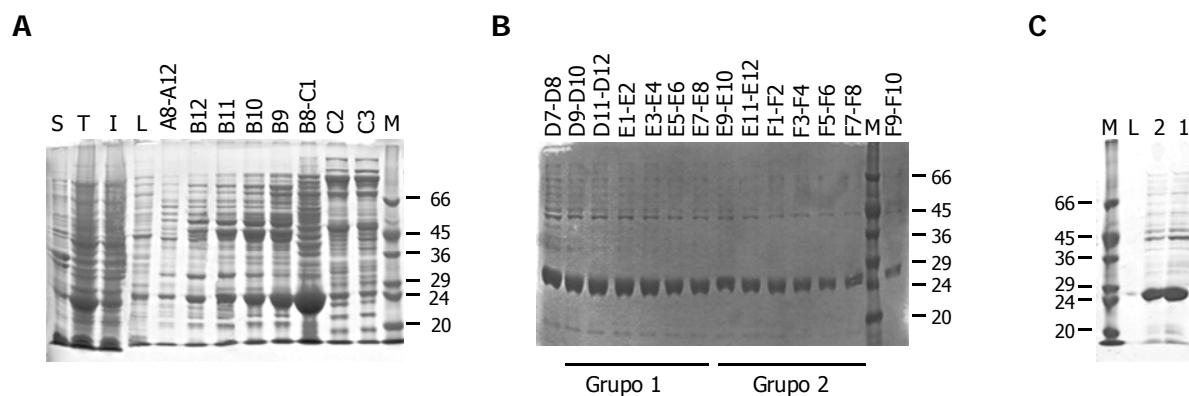 A
S T I L A8-A12 B12 B11 B10 B9 B8-C1 C2 C3 M
66
45
36
29
24
20
B
D7-D8 D9-D10 D11-D12 E1-E2 E3-E4 E5-E6 E7-E8 E9-E10 E11-E12 F1-F2 F3-F4 F5-F6 F7-F8 M F9-F10
66
45
36
29
24
20
Grupo 1 Grupo 2
C
M L 2 1
66
45
36
29
24
20